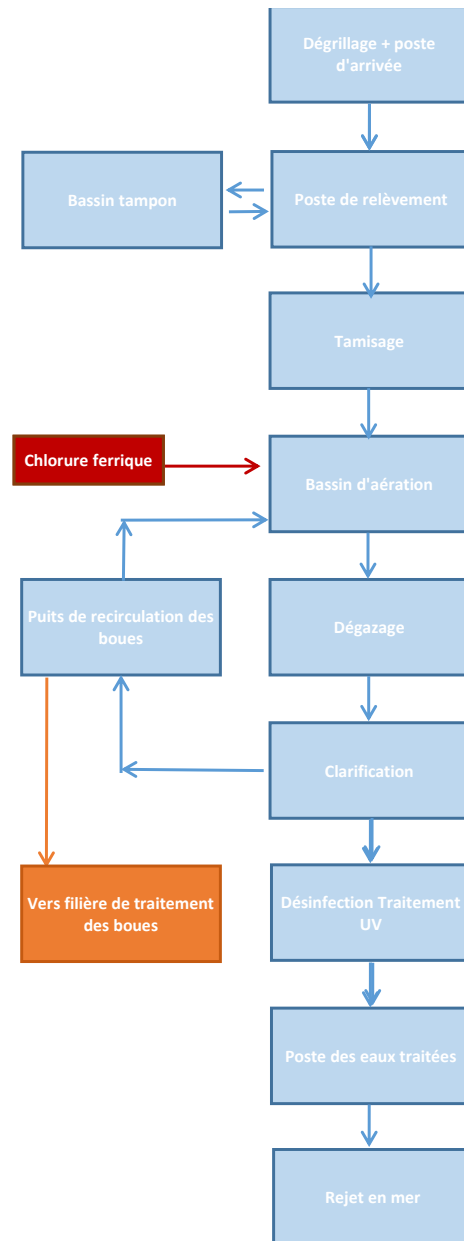 Dégrillage + poste
d'arrivée
Bassin tampon
Poste de relèvement
Tamisage
Chlorure ferrique
Bassin d'aération
Puits de recirculation des
boues
Dégazage
Clarification
Vers filière de traitement
des boues
Désinfection Traitement
UV
Poste des eaux traitées
Rejet en mer